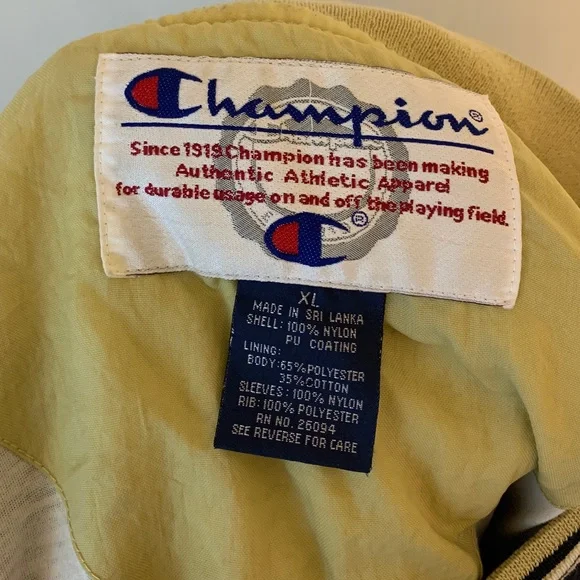 Champion®
Since 1919 Champion has been making
Authentic Athletic Apparel
for durable usage on and off the playing field.
®
XL
MADE IN SRI LANKA
SHELL: 100% NYLON
PU COATING
LINING:
BODY:65%POLYESTER
35%COTTON
SLEEVES:100%NYLON
RIB:100% POLYESTER
RN NO. 26094
SEE REVERSE FOR CARE